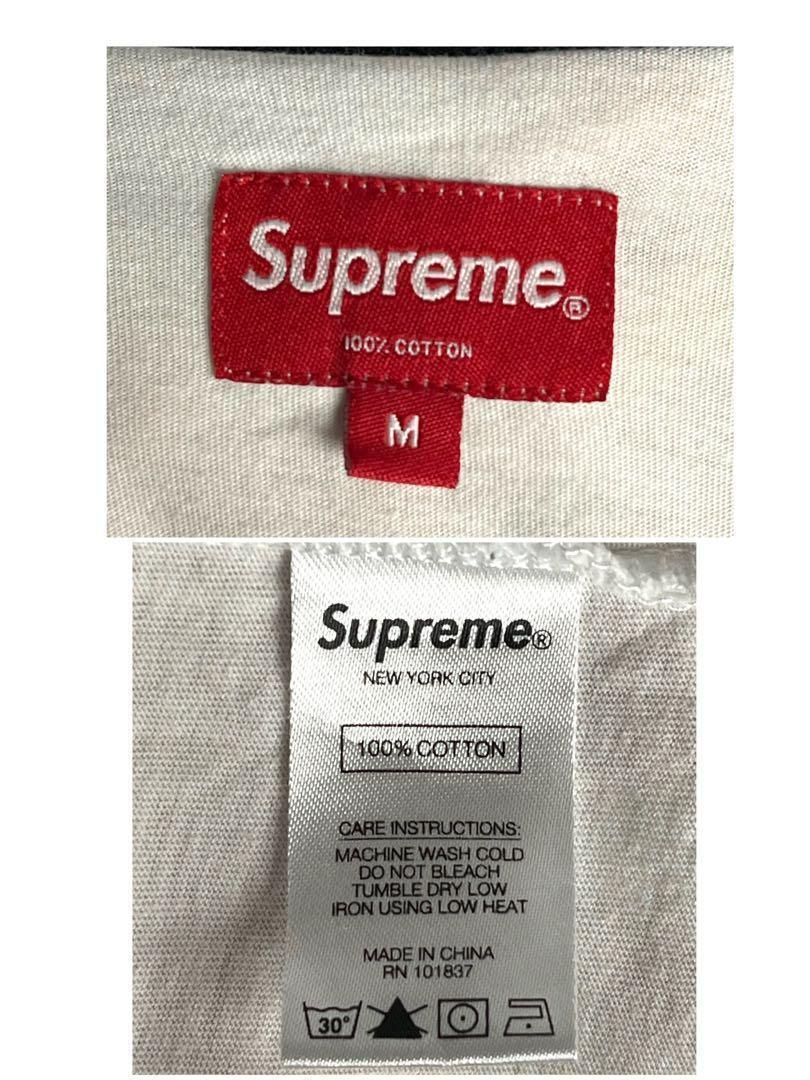 Supreme®
100% COTTON
M
Supreme®
NEW YORK CITY
100% COTTON
CARE INSTRUCTIONS:
MACHINE WASH COLD
DO NOT BLEACH
TUMBLE DRY LOW
IRON USING LOW HEAT
MADE IN CHINA
RN 101837
30°